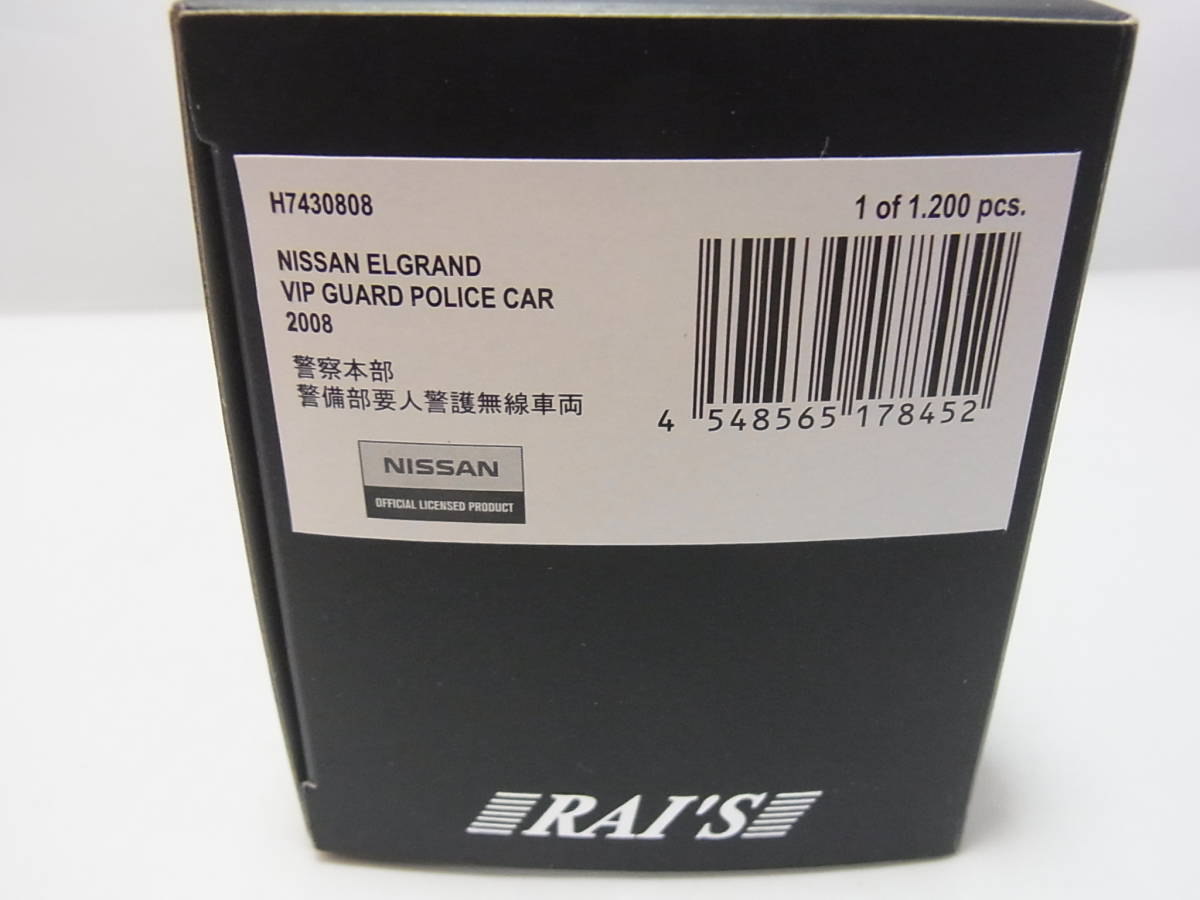 H7430808
1 of 1.200 pcs.
NISSAN ELGRAND
VIP GUARD POLICE CAR
2008
警察本部
警備部要人警護無線車両
4 548565 178452
NISSAN
OFFICIAL LICENSED PRODUCT
RAI'S